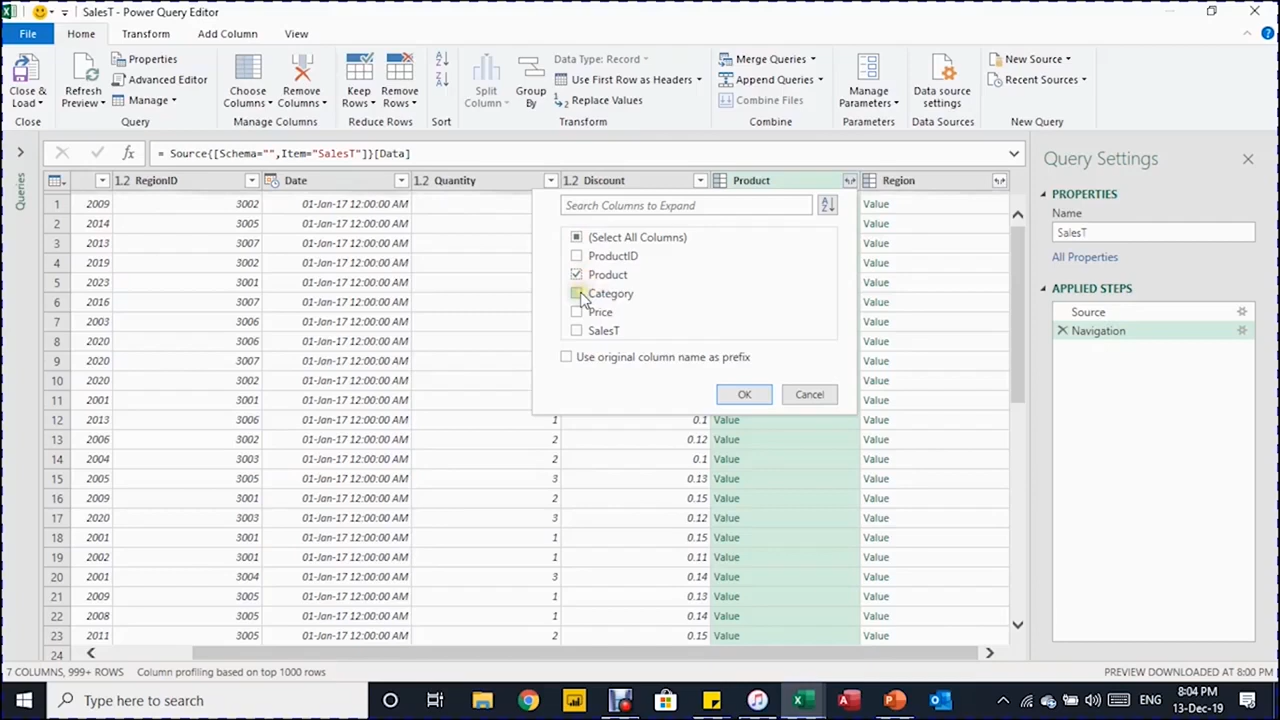 SalesT - Power Query Editor
File Home Transform Add Column View
Close & Load
Refresh Preview
Properties
Advanced Editor
Manage
Choose Columns
Remove Columns
Keep Rows
Remove Rows
Split Column
Group By
Data Type: Record
Use First Row as Headers
Replace Values
Merge Queries
Append Queries
Combine Files
Manage Parameters
Data source settings
New Source
Recent Sources
Close Query Manage Columns Reduce Rows Sort Transform Combine Parameters Data Sources New Query
fx = Source{[Schema="",Item="SalesT"]}[Data]
Queries
1.2 RegionID Date 1.2 Quantity 1.2 Discount Product Region
1 2009 3002 01-Jan-17 12:00:00 AM Value
2 2014 3005 01-Jan-17 12:00:00 AM Value
3 2013 3007 01-Jan-17 12:00:00 AM Value
4 2019 3002 01-Jan-17 12:00:00 AM Value
5 2023 3001 01-Jan-17 12:00:00 AM Value
6 2016 3007 01-Jan-17 12:00:00 AM Value
7 2003 3006 01-Jan-17 12:00:00 AM Value
8 2020 3006 01-Jan-17 12:00:00 AM Value
9 2020 3007 01-Jan-17 12:00:00 AM Value
10 2020 3002 01-Jan-17 12:00:00 AM Value
11 2001 3001 01-Jan-17 12:00:00 AM Value
12 2013 3006 01-Jan-17 12:00:00 AM 1 0.1 Value Value
13 2006 3002 01-Jan-17 12:00:00 AM 2 0.12 Value Value
14 2004 3003 01-Jan-17 12:00:00 AM 2 0.1 Value Value
15 2005 3005 01-Jan-17 12:00:00 AM 3 0.13 Value Value
16 2009 3001 01-Jan-17 12:00:00 AM 2 0.15 Value Value
17 2020 3003 01-Jan-17 12:00:00 AM 3 0.12 Value Value
18 2001 3001 01-Jan-17 12:00:00 AM 1 0.15 Value Value
19 2002 3001 01-Jan-17 12:00:00 AM 1 0.11 Value Value
20 2001 3004 01-Jan-17 12:00:00 AM 3 0.14 Value Value
21 2009 3005 01-Jan-17 12:00:00 AM 1 0.13 Value Value
22 2008 3005 01-Jan-17 12:00:00 AM 1 0.14 Value Value
23 2011 3005 01-Jan-17 12:00:00 AM 2 0.15 Value Value
24
Search Columns to Expand
(Select All Columns)
ProductID
Product
Category
Price
SalesT
Use original column name as prefix
OK Cancel
Query Settings
PROPERTIES
Name
SalesT
All Properties
APPLIED STEPS
Source
Navigation
7 COLUMNS, 999+ ROWS Column profiling based on top 1000 rows PREVIEW DOWNLOADED AT 8:00 PM
Type here to search
ENG
8:04 PM
13-Dec-19